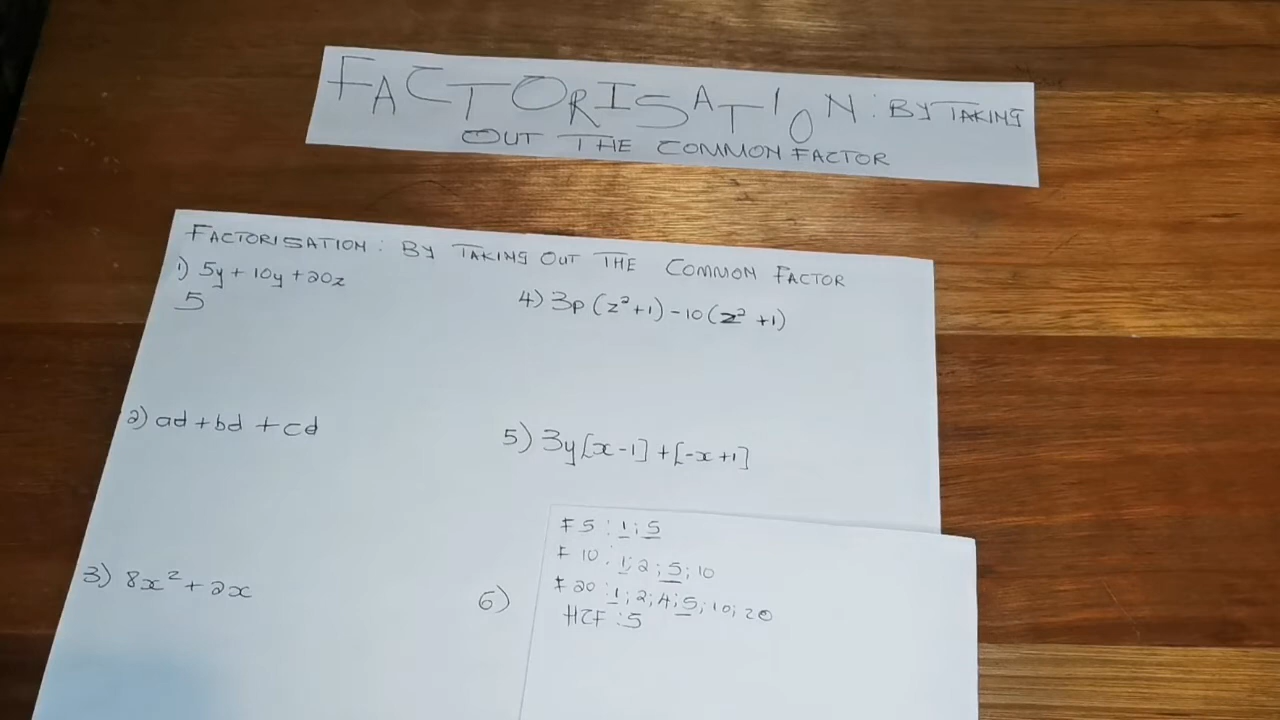 FACTORISATION: BY TAKING
OUT THE COMMON FACTOR
FACTORISATION: BY TAKING OUT THE COMMON FACTOR
1) 5y + 10y + 20z
5
2) ad + bd + cd
3) 8x² + 2x
4) 3p (z² + 1) - 10 (z² + 1)
5) 3y [x - 1] + [-x + 1]
6)
F 5 : 1; 5
F 10 : 1; 2; 5; 10
F 20 : 1; 2; 4; 5; 10; 20
HCF : 5